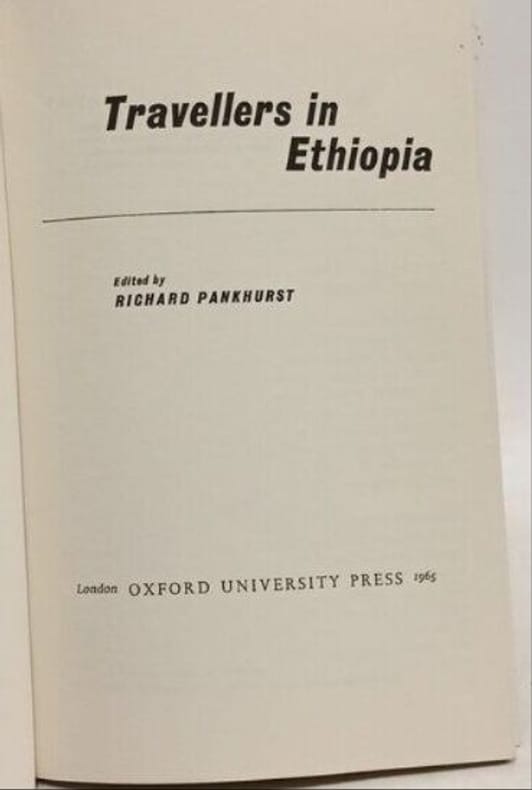 Travellers in
Ethiopia
Edited by
RICHARD PANKHURST
London OXFORD UNIVERSITY PRESS 1965